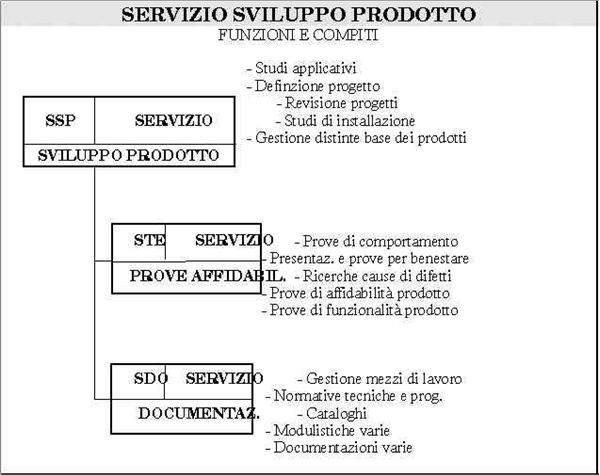 SERVIZIO SVILUPPO PRODOTTO
FUNZIONI E COMPITI
- Studi applicativi
- Definzione progetto
- Revisione progetti
- Studi di installazione
- Gestione distinte base dei prodotti
SSP SERVIZIO
SVILUPPO PRODOTTO
STE SERVIZIO
PROVE AFFIDABIL.
- Prove di comportamento
- Presentaz. e prove per benestare
- Ricerche cause di difetti
- Prove di affidabilità prodotto
- Prove di funzionalità prodotto
SDO SERVIZIO
DOCUMENTAZ.
- Gestione mezzi di lavoro
- Normative tecniche e prog.
- Cataloghi
- Modulistiche varie
- Documentazioni varie